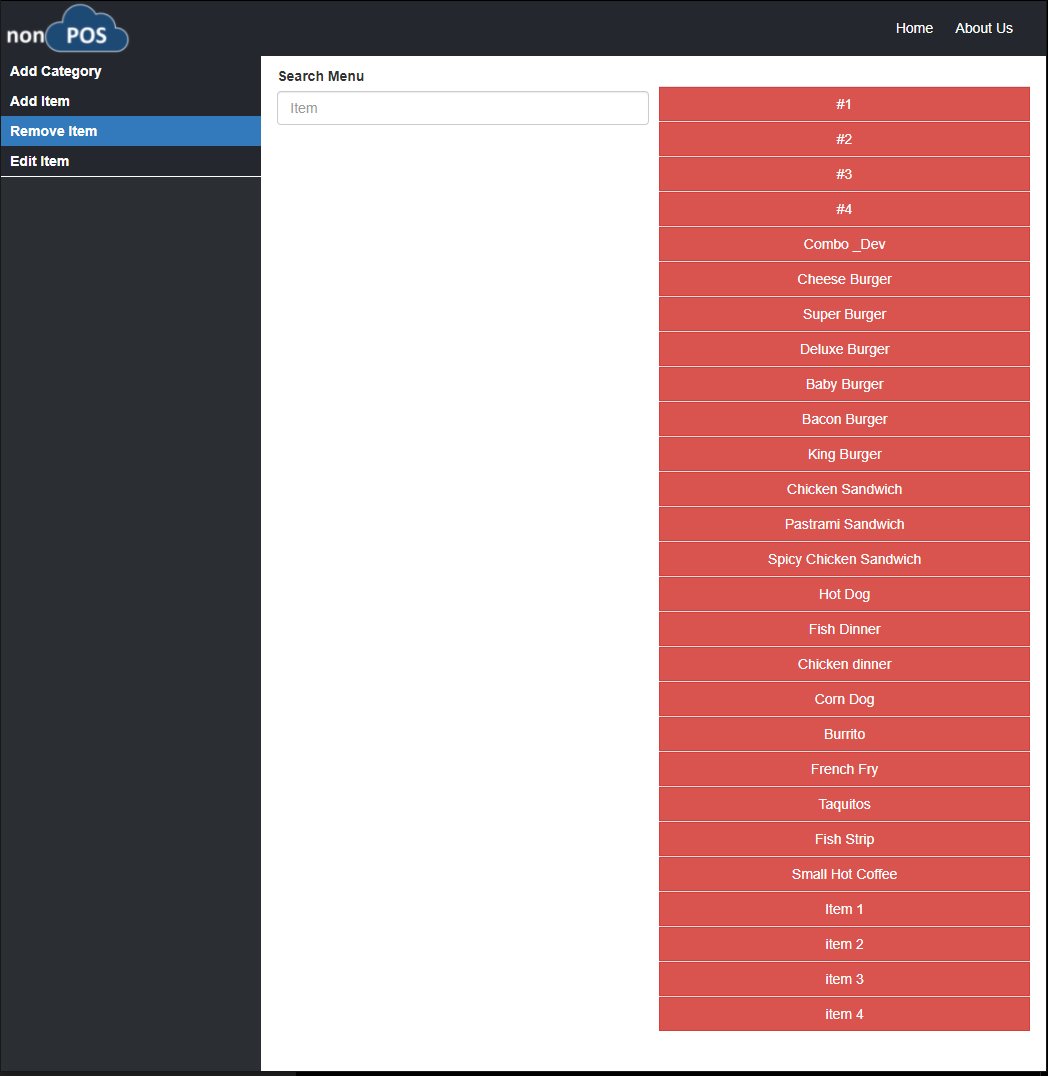 non POS
Home About Us
Add Category
Add Item
Remove Item
Edit Item
Search Menu
Item
#1
#2
#3
#4
Combo _Dev
Cheese Burger
Super Burger
Deluxe Burger
Baby Burger
Bacon Burger
King Burger
Chicken Sandwich
Pastrami Sandwich
Spicy Chicken Sandwich
Hot Dog
Fish Dinner
Chicken dinner
Corn Dog
Burrito
French Fry
Taquitos
Fish Strip
Small Hot Coffee
Item 1
item 2
item 3
item 4